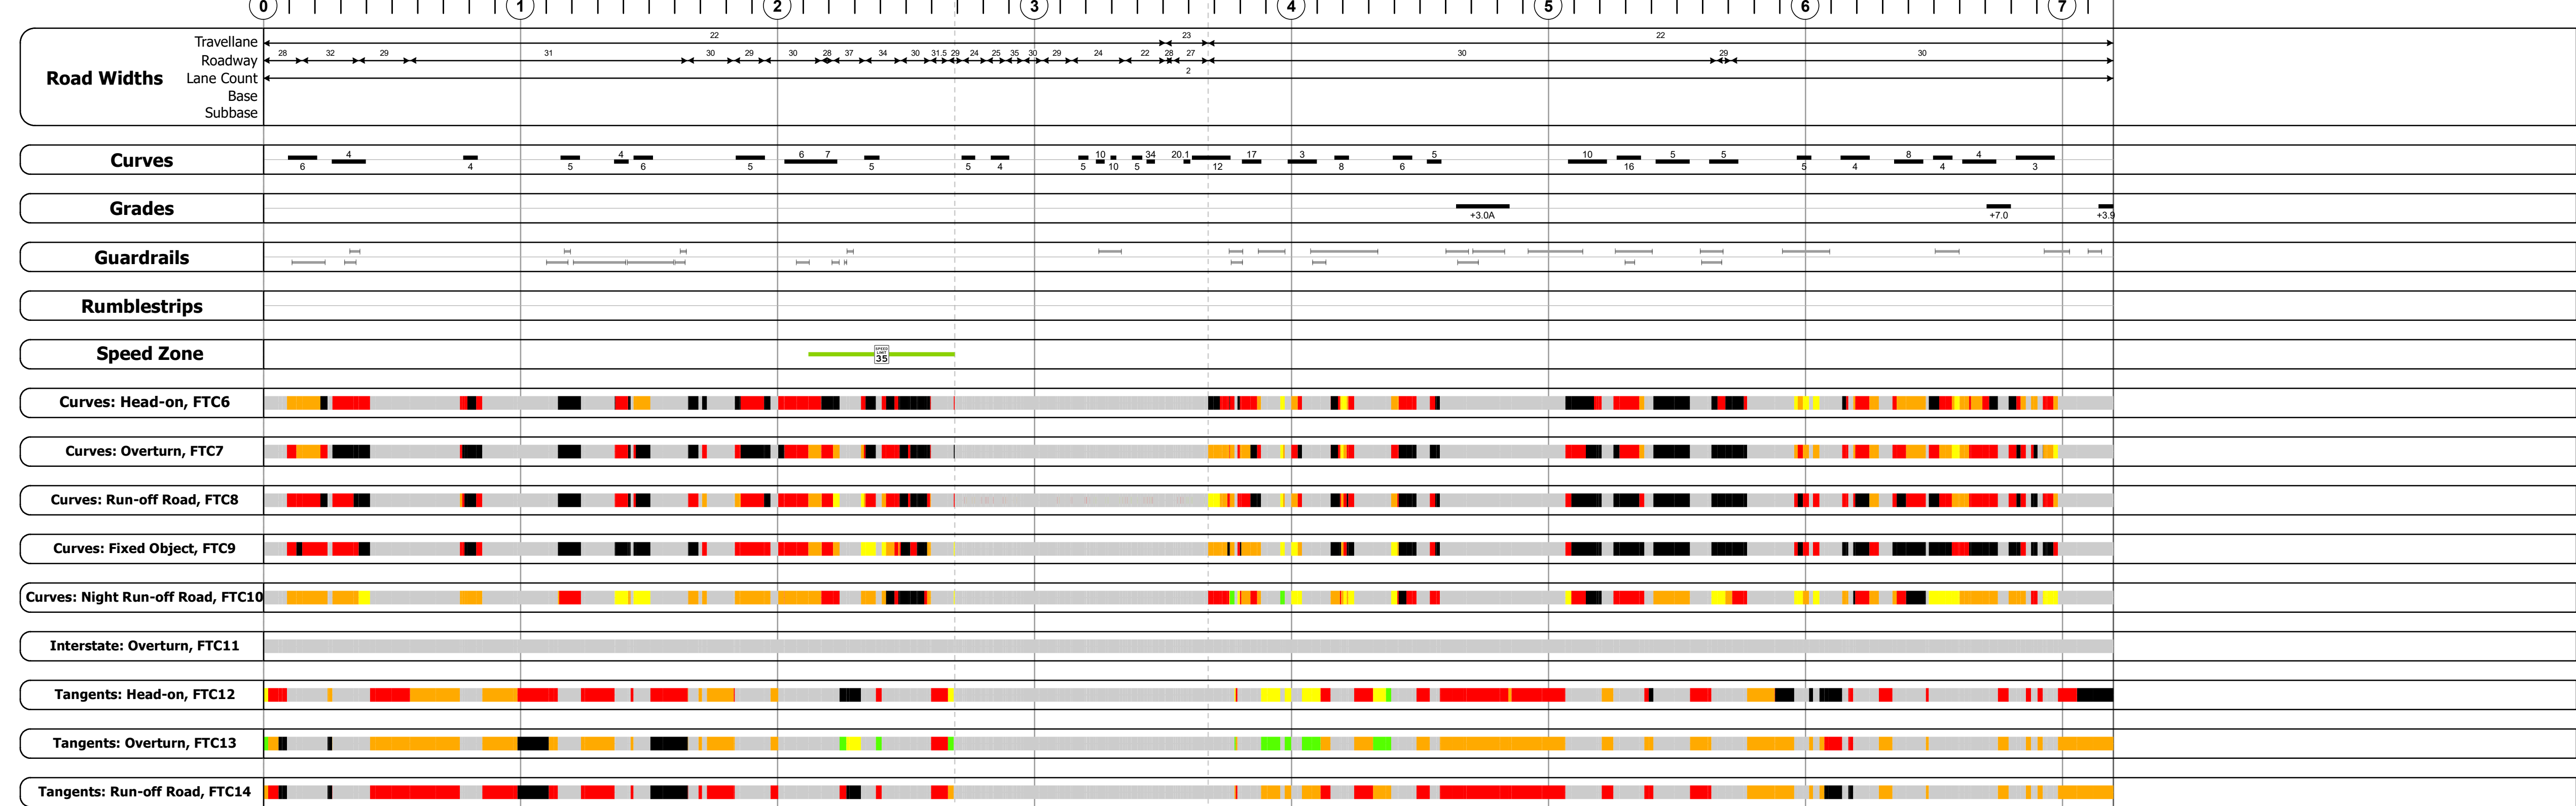 0 1 2 3 4 5 6 7
Travellane 22 23 22
Roadway 28 32 29 31 30 29 30 28 37 34 30 31.5 29 24 25 35 30 29 24 22 28 27 30 29 30
Road Widths
Lane Count 2
Base
Subbase
Curves
4 4 6 7 10 34 20.1 17 3 5 16 5 5 8 4
6 4 5 6 5 5 5 4 5 10 5 12 8 6 10 5 4 4 3
Grades
+3.0A +7.0 +3.9
Guardrails
Rumblestrips
Speed Zone
SPEED
LIMIT
35
Curves: Head-on, FTC6
Curves: Overturn, FTC7
Curves: Run-off Road, FTC8
Curves: Fixed Object, FTC9
Curves: Night Run-off Road, FTC10
Interstate: Overturn, FTC11
Tangents: Head-on, FTC12
Tangents: Overturn, FTC13
Tangents: Run-off Road, FTC14